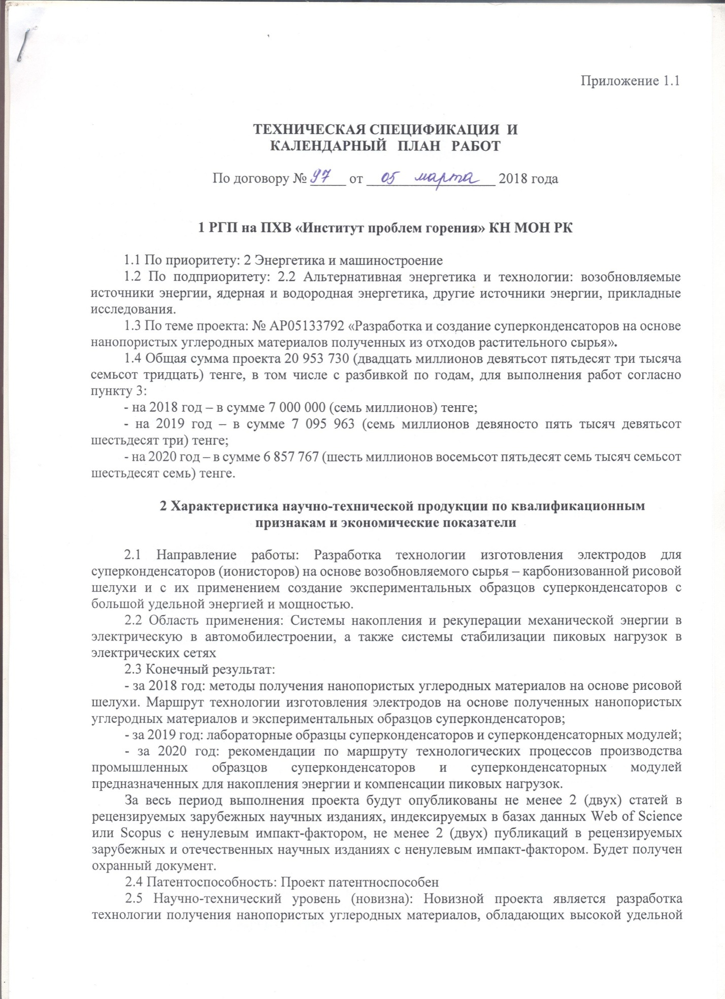 Приложение 1.1
ТЕХНИЧЕСКАЯ СПЕЦИФИКАЦИЯ И
КАЛЕНДАРНЫЙ ПЛАН РАБОТ
По договору № 97 от 05 марта 2018 года
1 РГП на ПХВ «Институт проблем горения» КН МОН РК
1.1 По приоритету: 2 Энергетика и машиностроение
1.2 По подприоритету: 2.2 Альтернативная энергетика и технологии: возобновляемые
источники энергии, ядерная и водородная энергетика, другие источники энергии, прикладные
исследования.
1.3 По теме проекта: № АР05133792 «Разработка и создание суперконденсаторов на основе
нанопористых углеродных материалов полученных из отходов растительного сырья».
1.4 Общая сумма проекта 20 953 730 (двадцать миллионов девятьсот пятьдесят три тысяча
семьсот тридцать) тенге, в том числе с разбивкой по годам, для выполнения работ согласно
пункту 3:
- на 2018 год – в сумме 7 000 000 (семь миллионов) тенге;
- на 2019 год – в сумме 7 095 963 (семь миллионов девяносто пять тысяч девятьсот
шестьдесят три) тенге;
- на 2020 год – в сумме 6 857 767 (шесть миллионов восемьсот пятьдесят семь тысяч семьсот
шестьдесят семь) тенге.
2 Характеристика научно-технической продукции по квалификационным
признакам и экономические показатели
2.1 Направление работы: Разработка технологии изготовления электродов для
суперконденсаторов (ионисторов) на основе возобновляемого сырья – карбонизованной рисовой
шелухи и с их применением создание экспериментальных образцов суперконденсаторов с
большой удельной энергией и мощностью.
2.2 Область применения: Системы накопления и рекуперации механической энергии в
электрическую в автомобилестроении, а также системы стабилизации пиковых нагрузок в
электрических сетях
2.3 Конечный результат:
- за 2018 год: методы получения нанопористых углеродных материалов на основе рисовой
шелухи. Маршрут технологии изготовления электродов на основе полученных нанопористых
углеродных материалов и экспериментальных образцов суперконденсаторов;
- за 2019 год: лабораторные образцы суперконденсаторов и суперконденсаторных модулей;
- за 2020 год: рекомендации по маршруту технологических процессов производства
промышленных образцов суперконденсаторов и суперконденсаторных модулей
предназначенных для накопления энергии и компенсации пиковых нагрузок.
За весь период выполнения проекта будут опубликованы не менее 2 (двух) статей в
рецензируемых зарубежных научных изданиях, индексируемых в базах данных Web of Science
или Scopus с ненулевым импакт-фактором, не менее 2 (двух) публикаций в рецензируемых
зарубежных и отечественных научных изданиях с ненулевым импакт-фактором. Будет получен
охранный документ.
2.4 Патентоспособность: Проект патентноспособен
2.5 Научно-технический уровень (новизна): Новизной проекта является разработка
технологии получения нанопористых углеродных материалов, обладающих высокой удельной